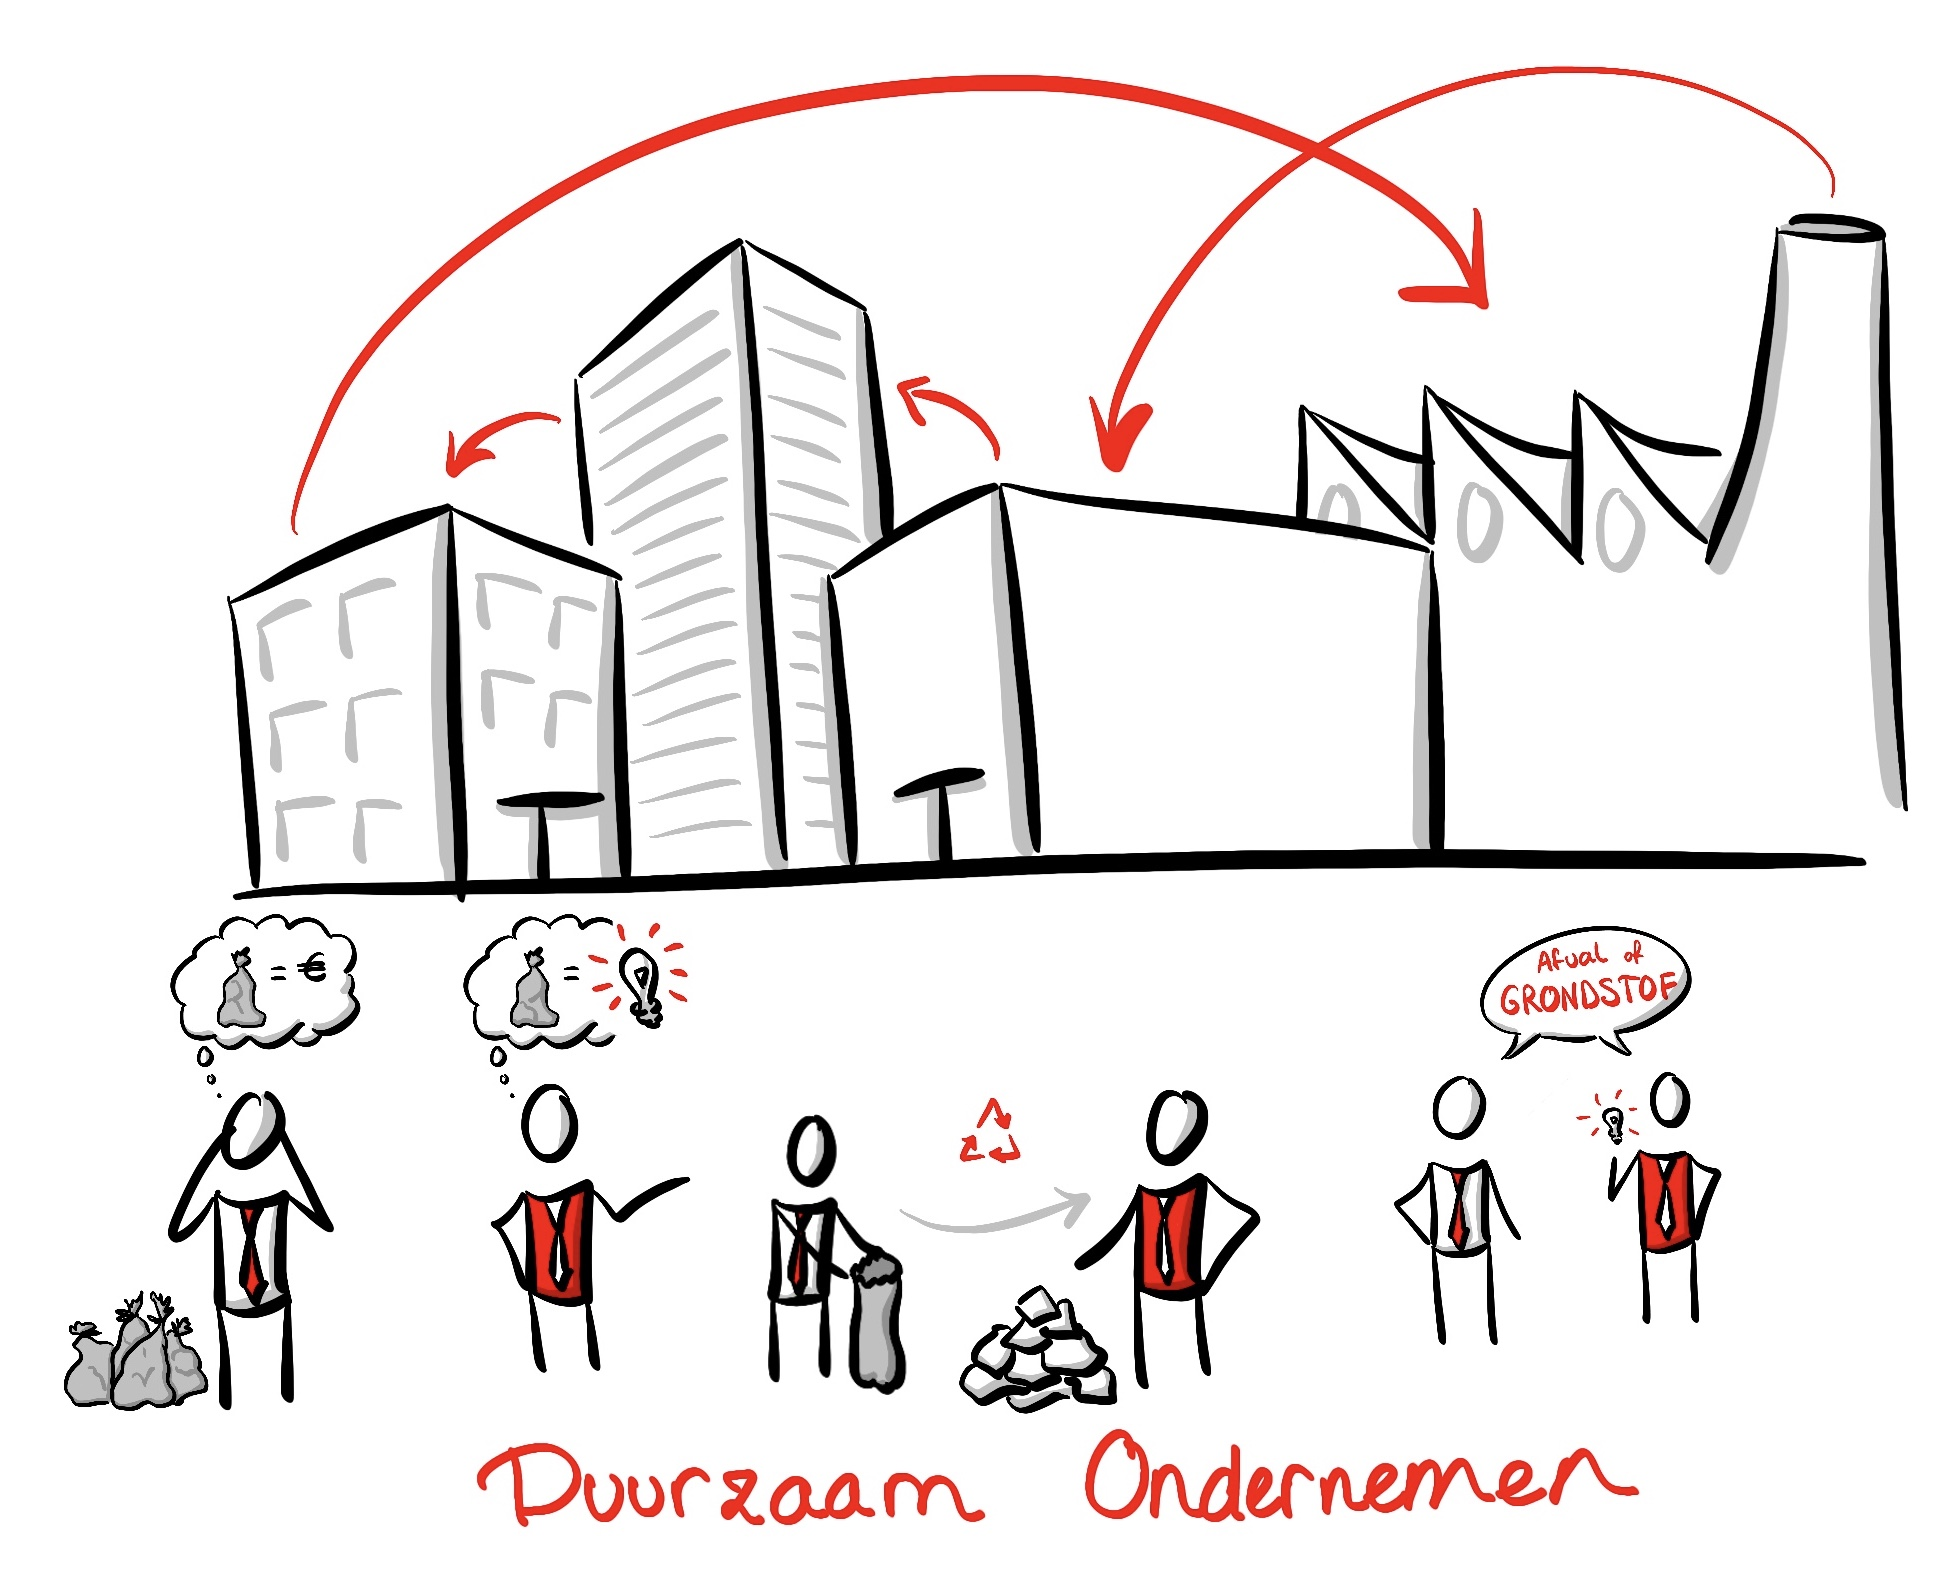 = €
=
Afval of
GRONDSTOF
Duurzaam Ondernemen